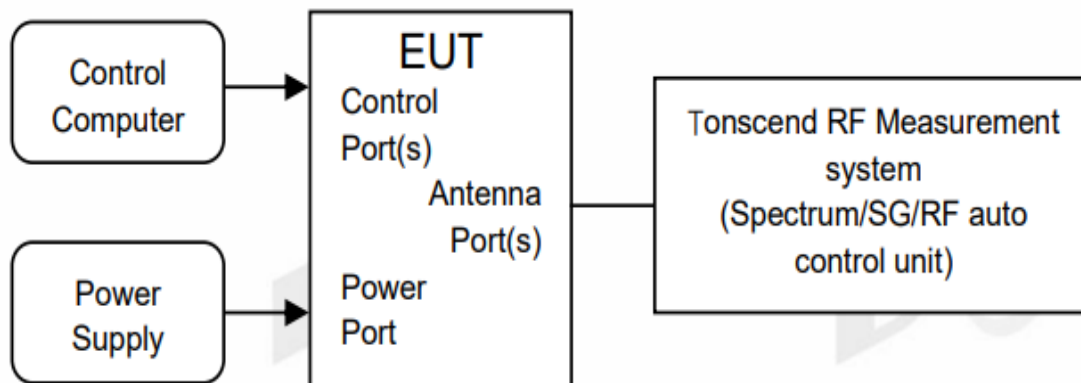 Control
Computer
Power
Supply
EUT
Control
Port(s)
Antenna
Port(s)
Power
Port
Tonscend RF Measurement
system
(Spectrum/SG/RF auto
control unit)